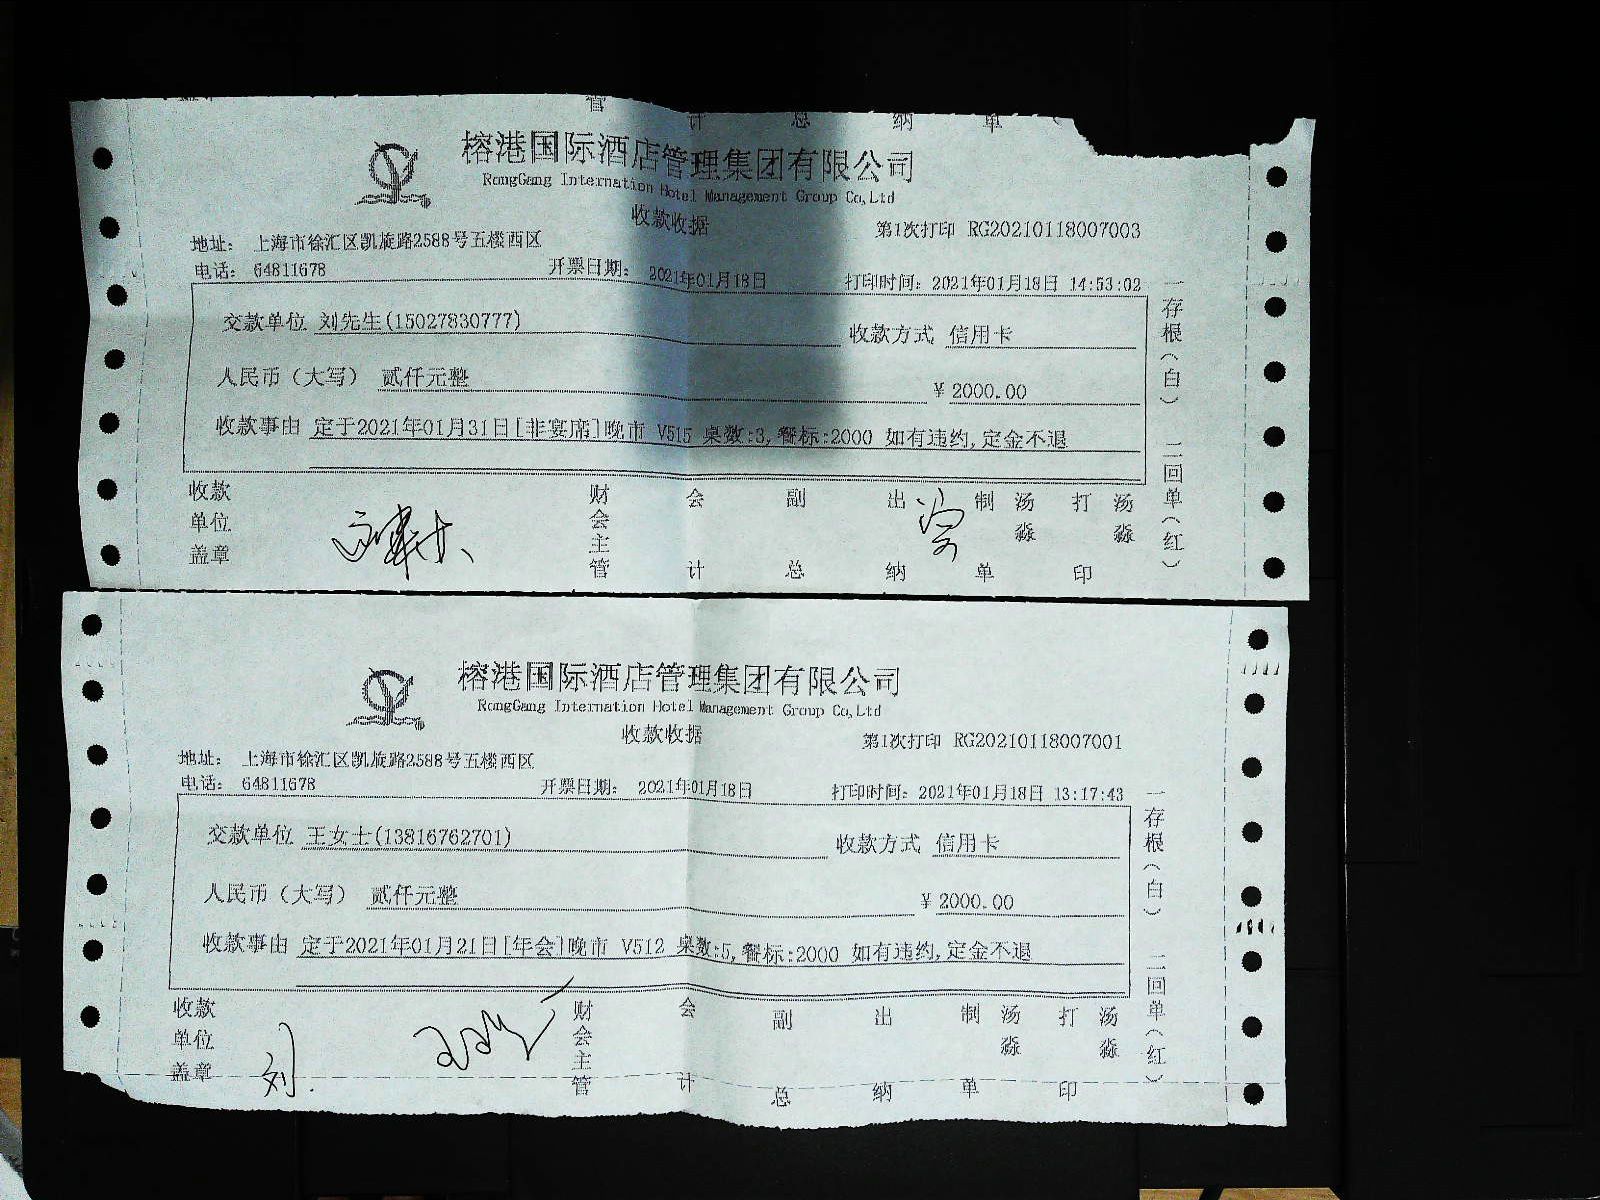 管 计 总 纳 单
榕港国际酒店管理集团有限公司
RongGang Internation Hotel Management Group Co,Ltd
收款收据
第1次打印 RG20210118007003
地址： 上海市徐汇区凯旋路2588号五楼西区
电话： 64811678 开票日期： 2021年01月18日 打印时间：2021年01月18日 14:53:02
交款单位 刘先生(15027830777) 收款方式 信用卡
人民币（大写） 贰仟元整 ￥2000.00
收款事由 定于2021年01月31日[非宴席]晚市 V515 桌数:3,餐标:2000 如有违约,定金不退
一存根（白） 二回单（红）
收款单位盖章 财会主管 会计 副总 出纳 制单 汤淼 打印 汤淼
榕港国际酒店管理集团有限公司
RongGang Internation Hotel Management Group Co,Ltd
收款收据
第1次打印 RG20210118007001
地址： 上海市徐汇区凯旋路2588号五楼西区
电话： 64811678 开票日期： 2021年01月18日 打印时间：2021年01月18日 13:17:43
交款单位 王女士(13816762701) 收款方式 信用卡
人民币（大写） 贰仟元整 ￥2000.00
收款事由 定于2021年01月21日[年会]晚市 V512 桌数:5,餐标:2000 如有违约,定金不退
一存根（白） 二回单（红）
收款单位盖章 刘 财会主管 会计 副总 出纳 制单 汤淼 打印 汤淼